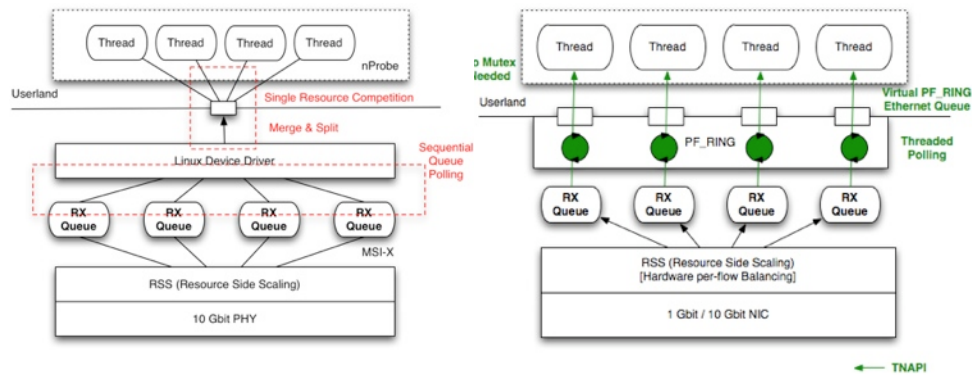 Thread
Thread
Thread
Thread
nProbe
Userland
Single Resource Competition
Merge & Split
Linux Device Driver
Sequential
Queue
Polling
RX
Queue
RX
Queue
RX
Queue
RX
Queue
MSI-X
RSS (Resource Side Scaling)
10 Gbit PHY
Thread
Thread
Thread
Thread
o Mutex
Needed
Userland
Virtual PF_RING
Ethernet Queue
PF_RING
Threaded
Polling
RX
Queue
RX
Queue
RX
Queue
RX
Queue
RSS (Resource Side Scaling)
[Hardware per-flow Balancing]
1 Gbit / 10 Gbit NIC
TNAPI